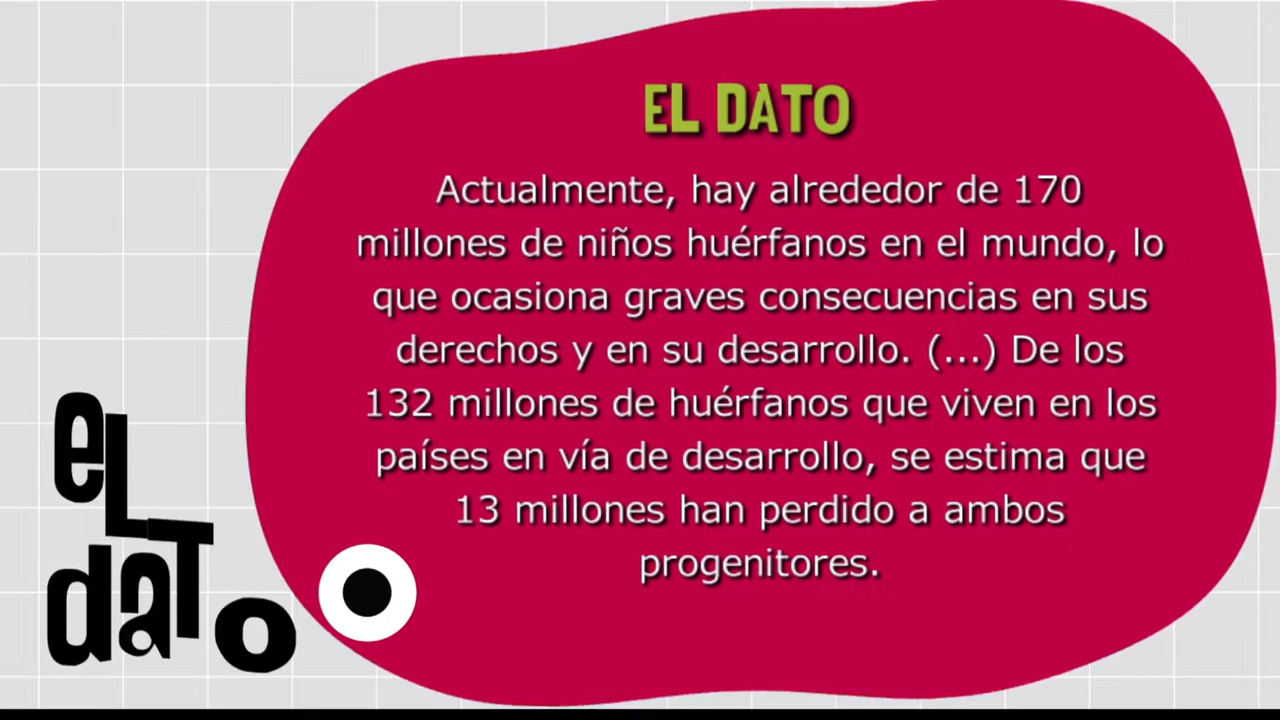 EL DATO
Actualmente, hay alrededor de 170
millones de niños huérfanos en el mundo, lo
que ocasiona graves consecuencias en sus
derechos y en su desarrollo. (...) De los
132 millones de huérfanos que viven en los
países en vía de desarrollo, se estima que
13 millones han perdido a ambos
progenitores.
eL
daTo